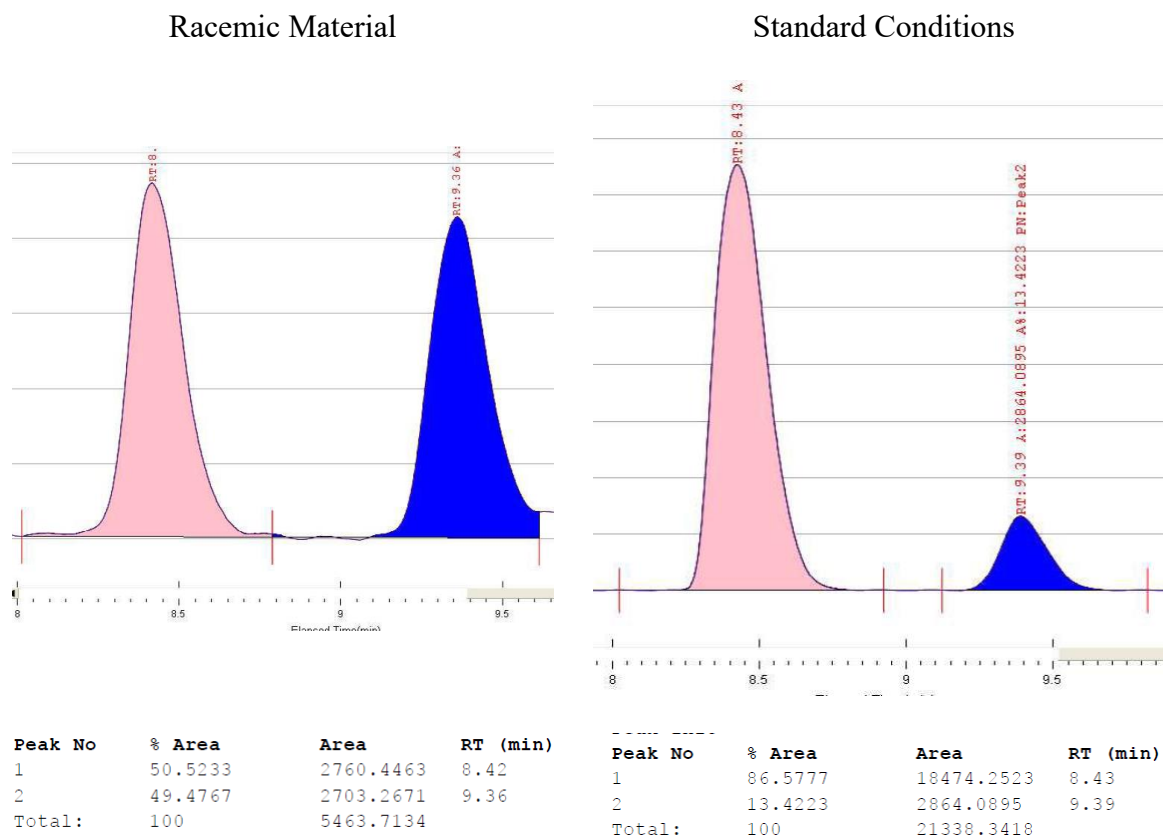 Racemic Material
Standard Conditions
RT:8.
RT:9.36 A:
8
8.5
9
9.5
Elapsed Time(min)
RT:8.43 A
RT:9.39 A:2864.0895 A%:13.4223 PN:Peak2
8
8.5
9
9.5
Peak No % Area Area RT (min)
1 50.5233 2760.4463 8.42
2 49.4767 2703.2671 9.36
Total: 100 5463.7134
Peak No % Area Area RT (min)
1 86.5777 18474.2523 8.43
2 13.4223 2864.0895 9.39
Total: 100 21338.3418